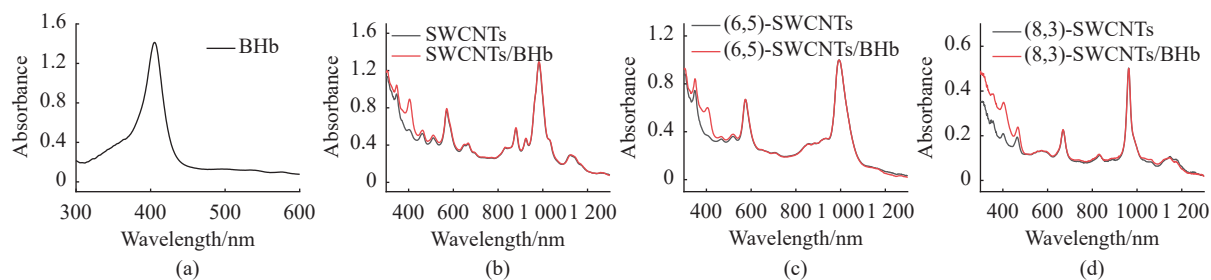 1.6
1.2
0.8
0.4
0
Absorbance
BHb
300 400 500 600
Wavelength/nm
(a)
1.6
1.2
0.8
0.4
0
Absorbance
SWCNTs
SWCNTs/BHb
400 600 800 1 000 1 200
Wavelength/nm
(b)
1.2
0.8
0.4
0
Absorbance
(6,5)-SWCNTs
(6,5)-SWCNTs/BHb
400 600 800 1 000 1 200
Wavelength/nm
(c)
0.6
0.4
0.2
0
Absorbance
(8,3)-SWCNTs
(8,3)-SWCNTs/BHb
400 600 800 1000 1 200
Wavelength/nm
(d)